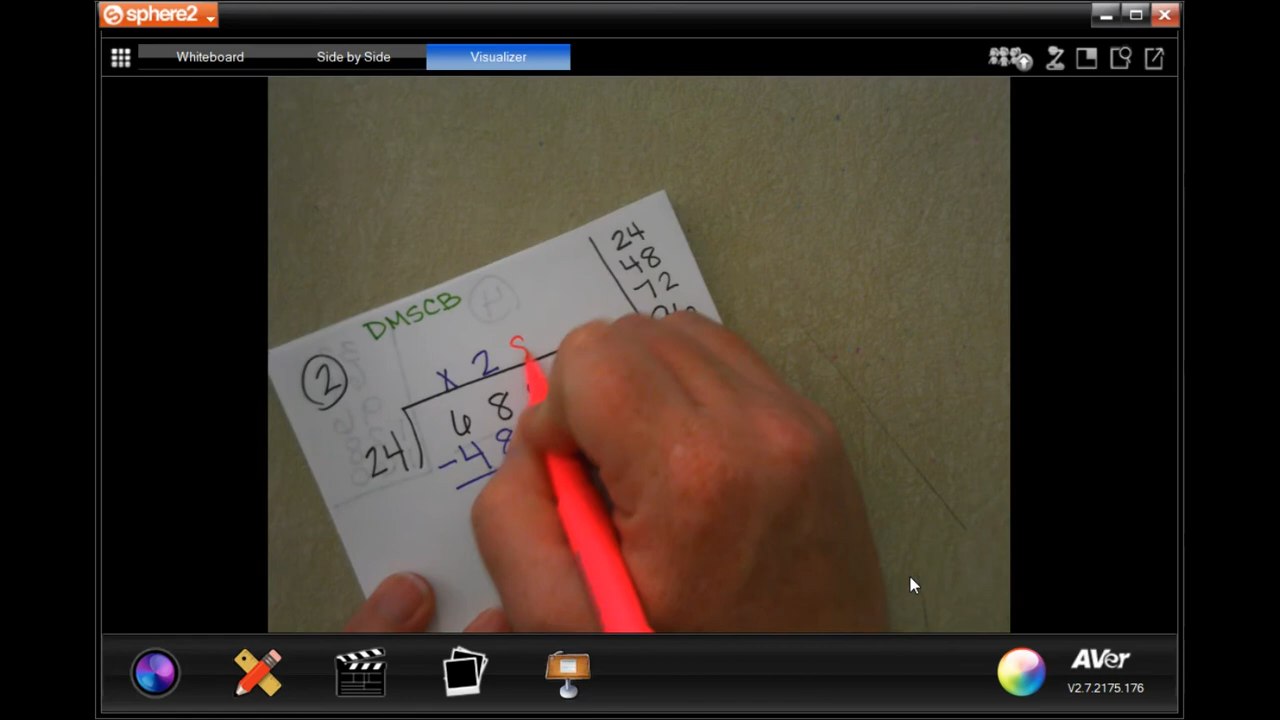 sphere2
Whiteboard Side by Side Visualizer
24
48
72
DMSCB
2
x 2
24 6 8
-4 8
AVer
V2.7.2175.176